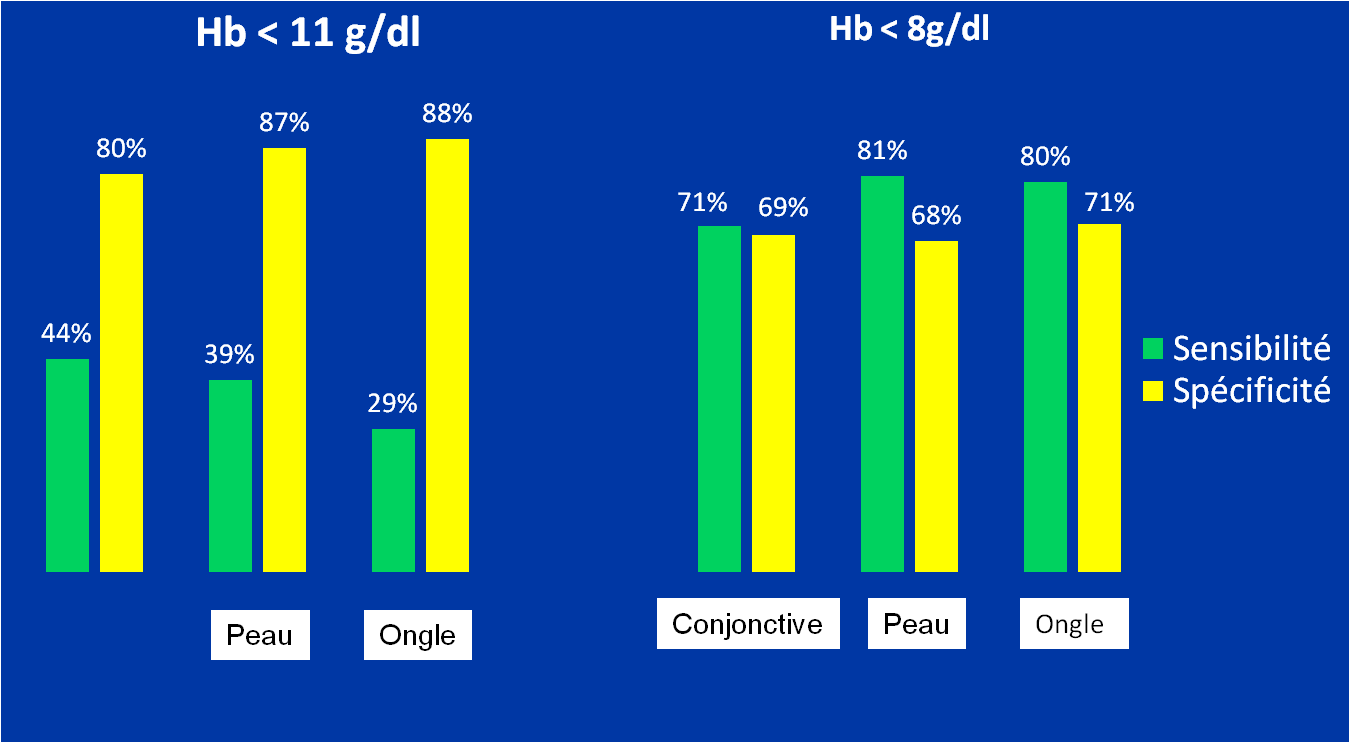 Hb < 11 g/dl
80%
87%
88%
44%
39%
29%
Peau
Ongle
Hb < 8g/dl
71%
69%
81%
68%
80%
71%
Conjonctive
Peau
Ongle
Sensibilité
Spécificité